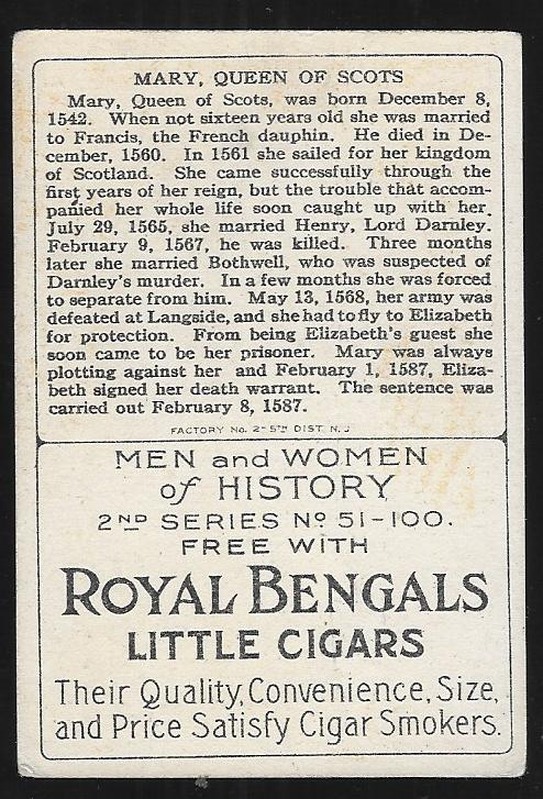 MARY, QUEEN OF SCOTS
Mary, Queen of Scots, was born December 8,
1542. When not sixteen years old she was married
to Francis, the French dauphin. He died in De-
cember, 1560. In 1561 she sailed for her kingdom
of Scotland. She came successfully through the
first years of her reign, but the trouble that accom-
panied her whole life soon caught up with her.
July 29, 1565, she married Henry, Lord Darnley.
February 9, 1567, he was killed. Three months
later she married Bothwell, who was suspected of
Darnley's murder. In a few months she was forced
to separate from him. May 13, 1568, her army was
defeated at Langside, and she had to fly to Elizabeth
for protection. From being Elizabeth's guest she
soon came to be her prisoner. Mary was always
plotting against her and February 1, 1587, Eliza-
beth signed her death warrant. The sentence was
carried out February 8, 1587.
FACTORY No. 2- 5TH DIST. N.J
MEN and WOMEN
of HISTORY
2ND SERIES No 51-100.
FREE WITH
ROYAL BENGALS
LITTLE CIGARS
Their Quality, Convenience, Size,
and Price Satisfy Cigar Smokers.